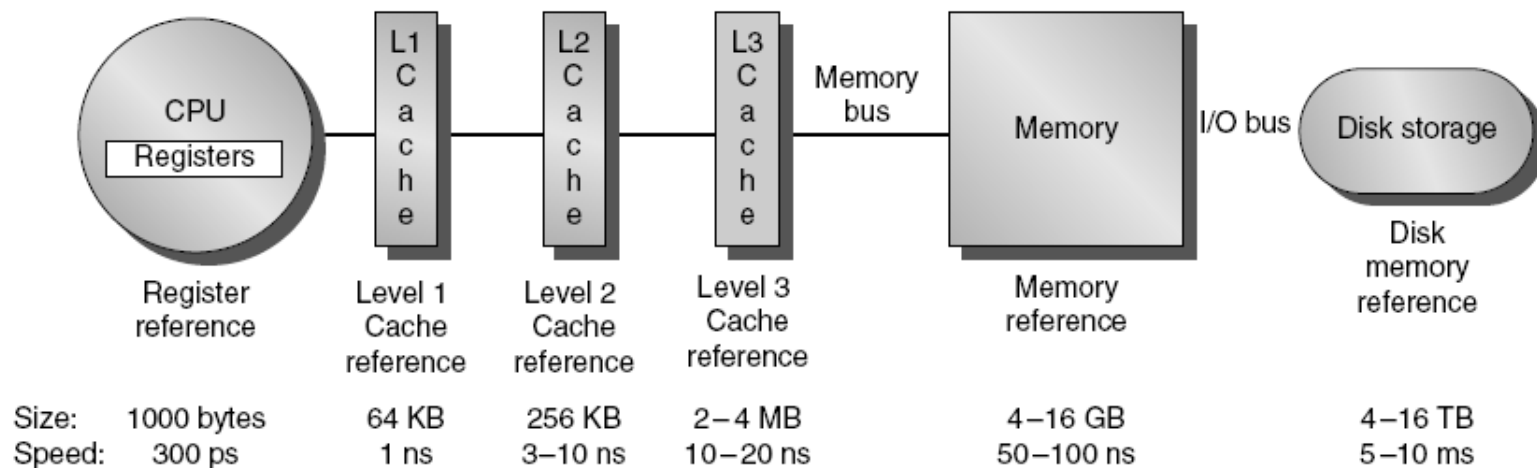 CPU
Registers
L1
C
a
c
h
e
L2
C
a
c
h
e
L3
C
a
c
h
e
Memory
bus
Memory
I/O bus
Disk storage
Register
reference
Level 1
Cache
reference
Level 2
Cache
reference
Level 3
Cache
reference
Memory
reference
Disk
memory
reference
Size: 1000 bytes 64 KB 256 KB 2–4 MB 4–16 GB 4–16 TB
Speed: 300 ps 1 ns 3–10 ns 10–20 ns 50–100 ns 5–10 ms